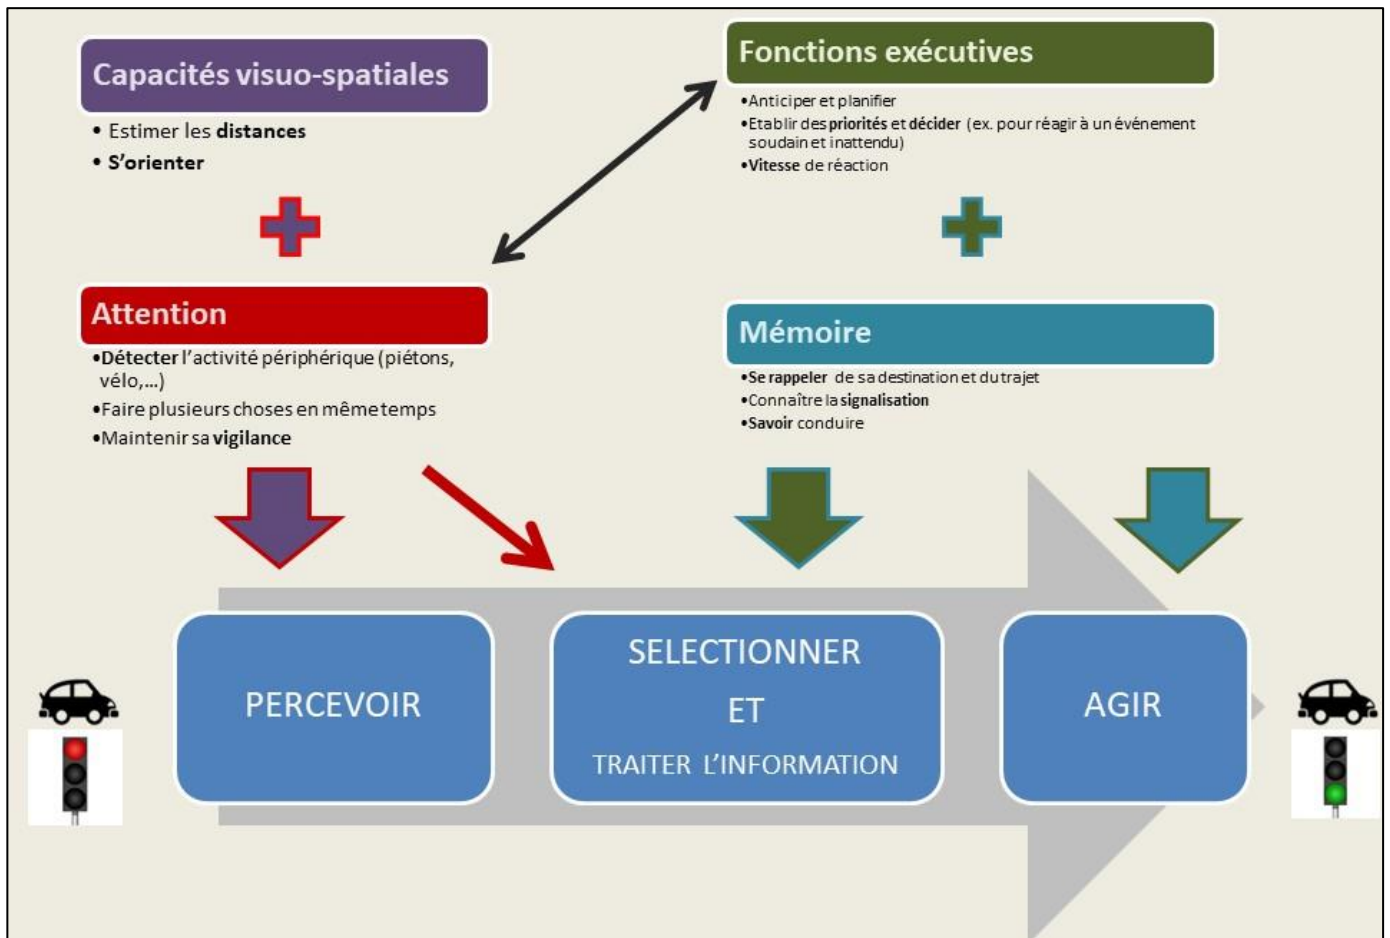 Capacités visuo-spatiales
• Estimer les distances
• S’orienter
Fonctions exécutives
•Anticiper et planifier
•Etablir des priorités et décider (ex. pour réagir à un événement
soudain et inattendu)
•Vitesse de réaction
Attention
•Détecter l’activité périphérique (piétons,
vélo,...)
•Faire plusieurs choses en même temps
•Maintenir sa vigilance
Mémoire
•Se rappeler de sa destination et du trajet
•Connaître la signalisation
•Savoir conduire
PERCEVOIR
SELECTIONNER
ET
TRAITER L’INFORMATION
AGIR